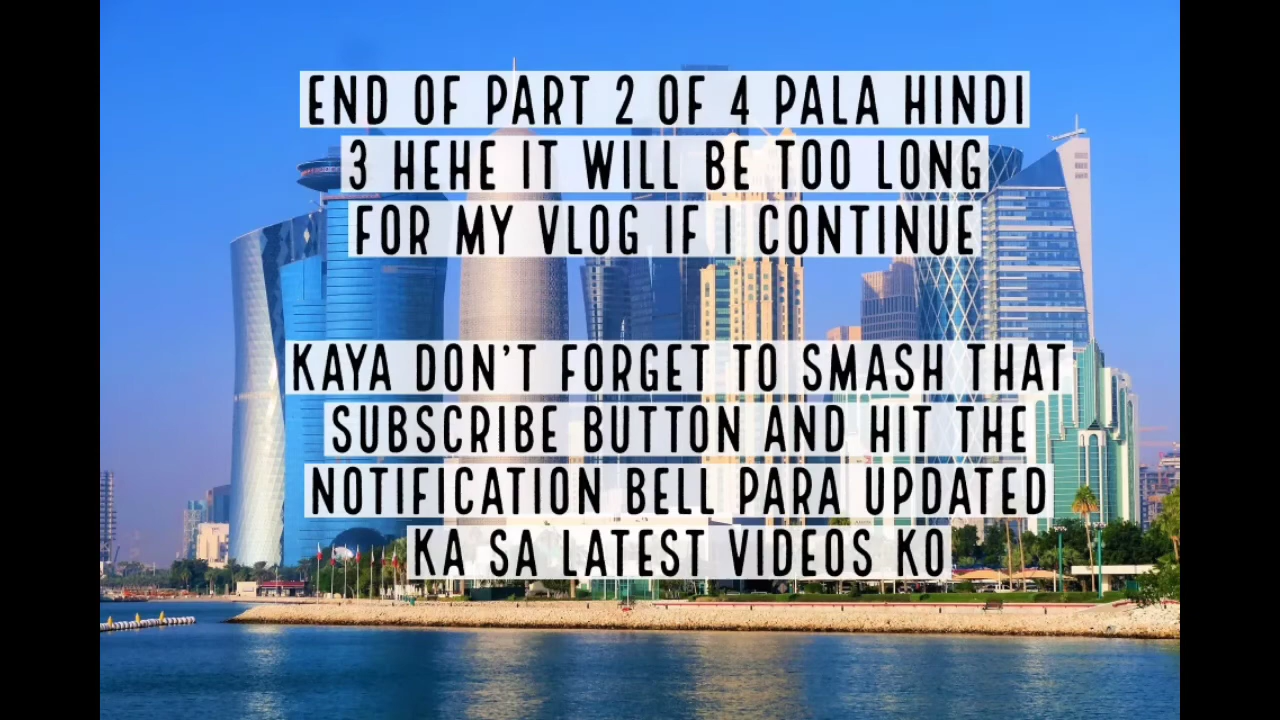 END OF PART 2 OF 4 PALA HINDI
3 HEHE IT WILL BE TOO LONG
FOR MY VLOG IF I CONTINUE
KAYA DON'T FORGET TO SMASH THAT
SUBSCRIBE BUTTON AND HIT THE
NOTIFICATION BELL PARA UPDATED
KA SA LATEST VIDEOS KO